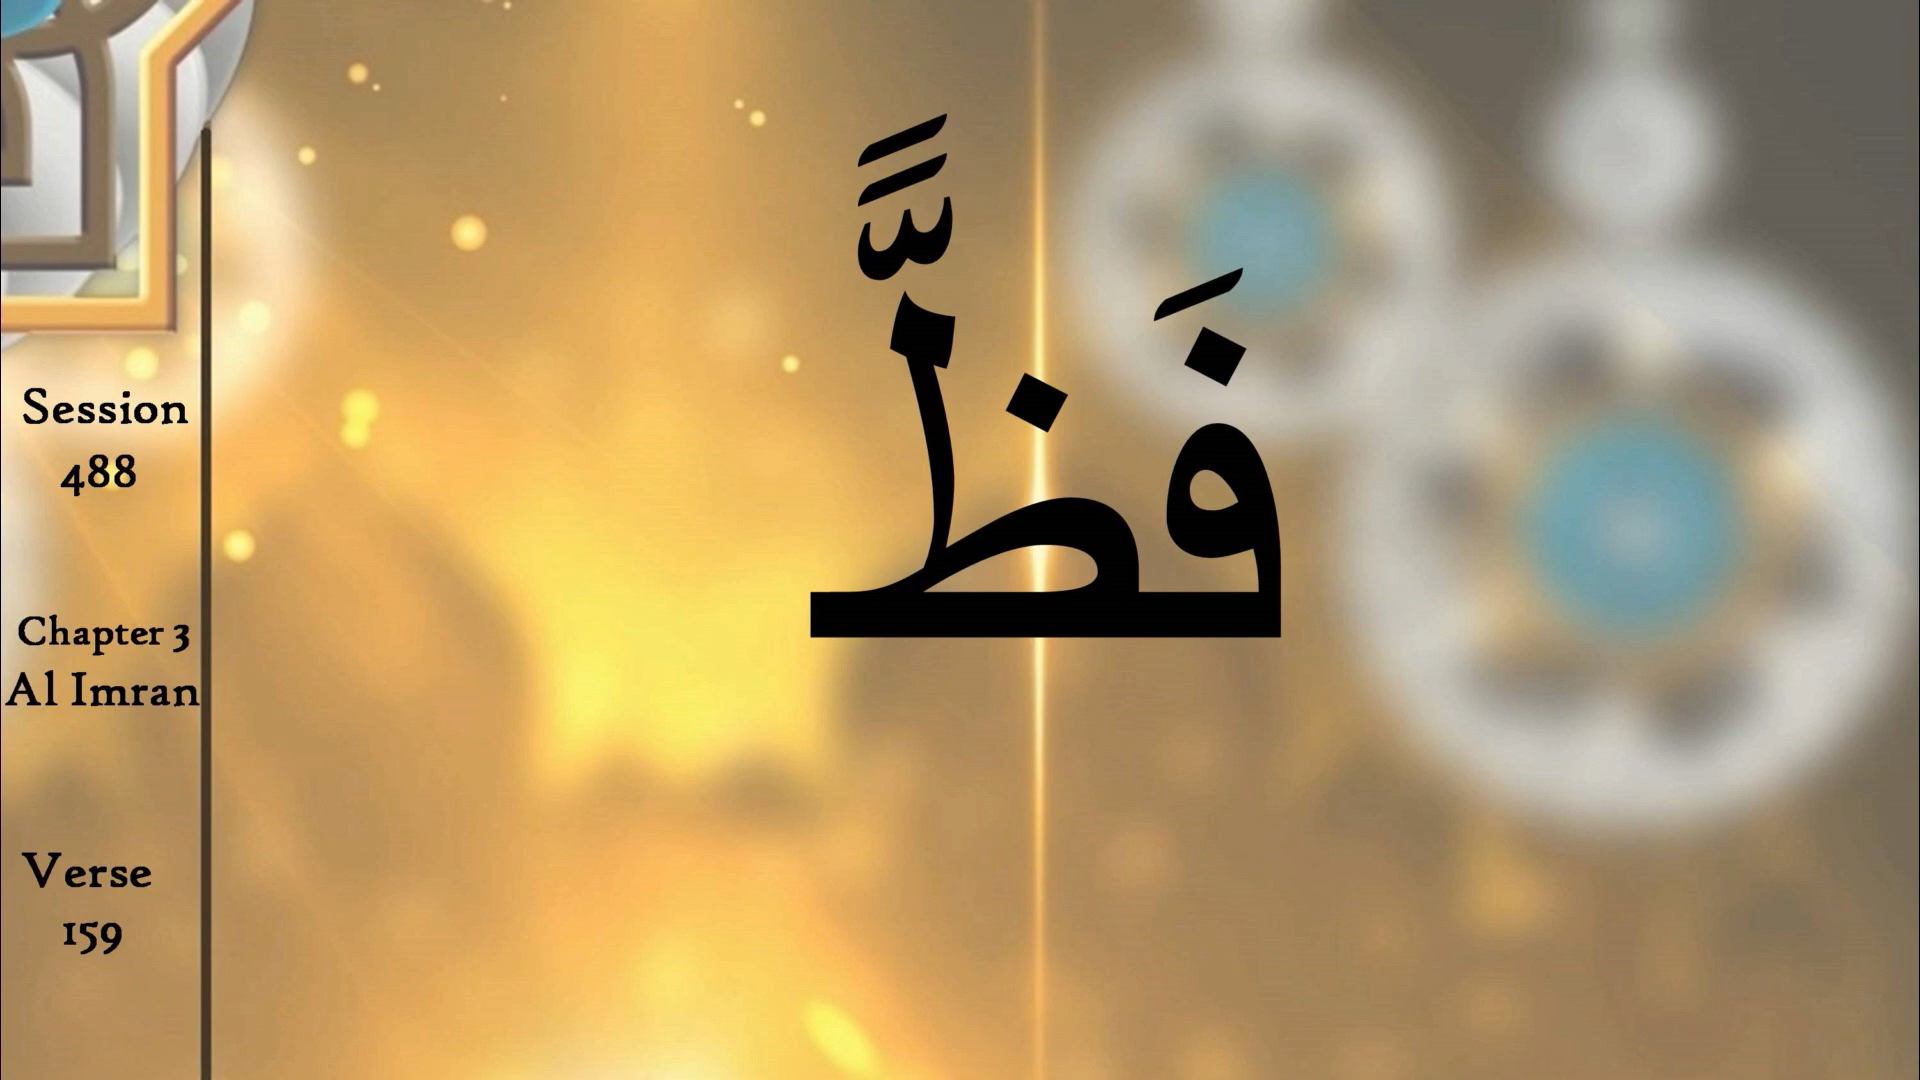 فَظًّ
Session
488
Chapter 3
Al Imran
Verse
159